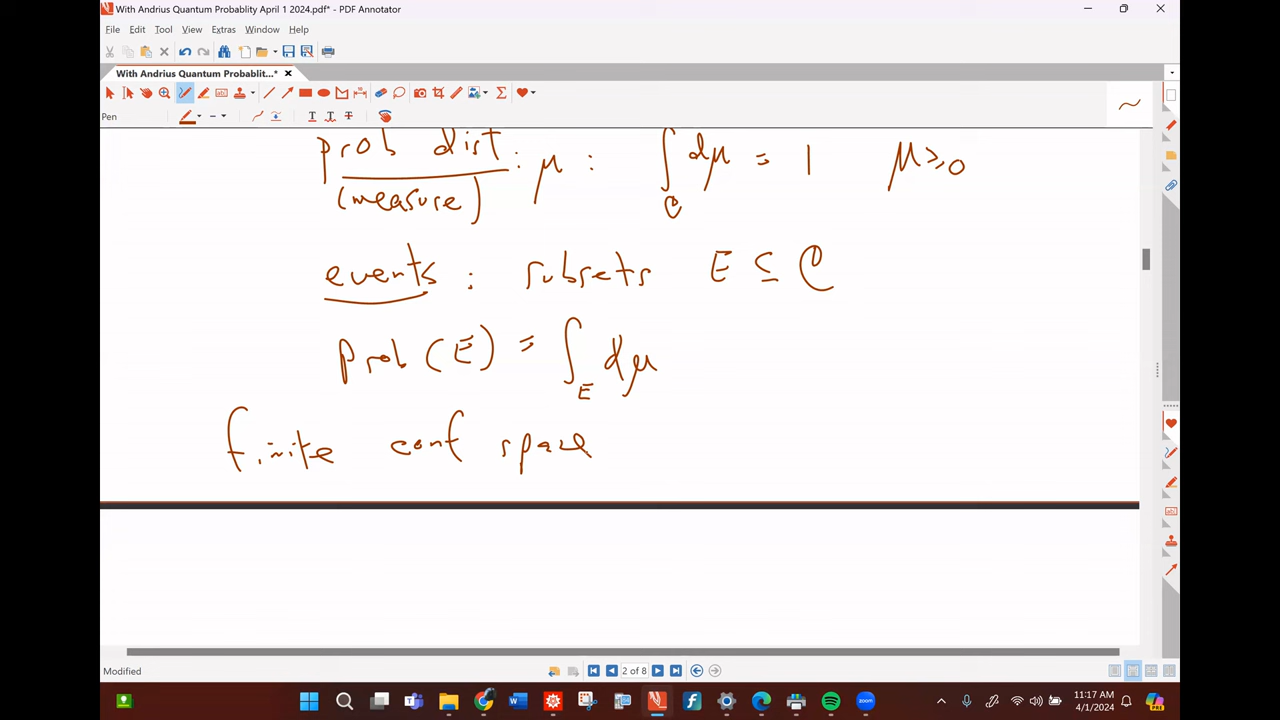 With Andrius Quantum Probablity April 1 2024.pdf* - PDF Annotator
File Edit Tool View Extras Window Help
With Andrius Quantum Probablit...*
Pen
prob dist : μ : ∫_C dμ = 1 μ ≥ 0
(measure)
events : subsets E ⊆ C
prob (E) = ∫_E dμ
finite conf space
Modified
2 of 8
11:17 AM
4/1/2024